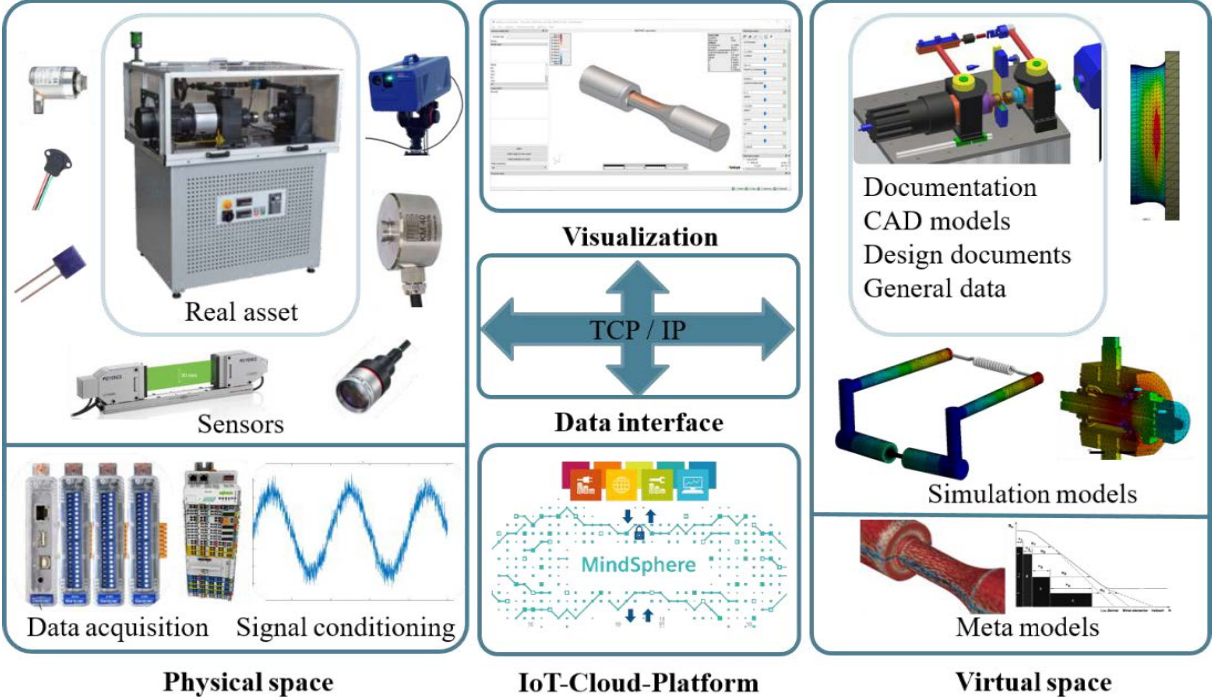 Real asset
Sensors
Data acquisition
Signal conditioning
Physical space
Visualization
TCP / IP
Data interface
MindSphere
IoT-Cloud-Platform
Documentation
CAD models
Design documents
General data
Simulation models
Meta models
Virtual space